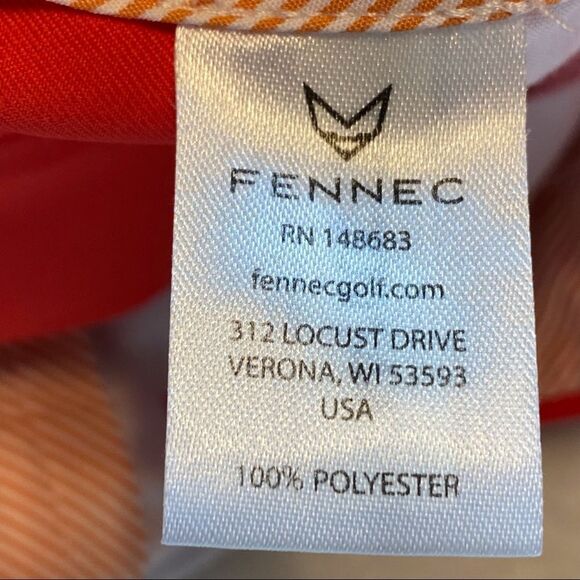 FENNEC
RN 148683
fennecgolf.com
312 LOCUST DRIVE
VERONA, WI 53593
USA
100% POLYESTER